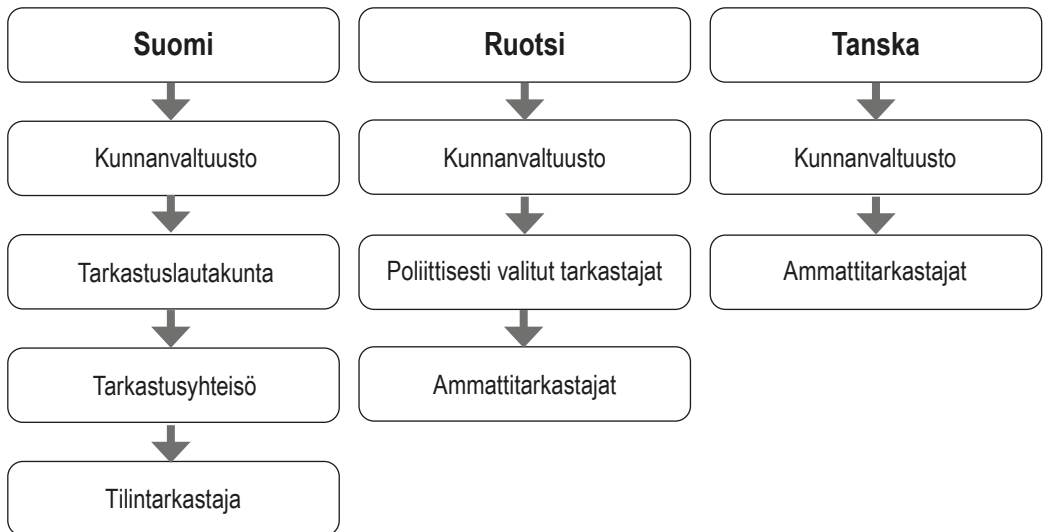 Suomi
Kunnanvaltuusto
Tarkastuslautakunta
Tarkastusyhteisö
Tilintarkastaja
Ruotsi
Kunnanvaltuusto
Poliittisesti valitut tarkastajat
Ammattitarkastajat
Tanska
Kunnanvaltuusto
Ammattitarkastajat